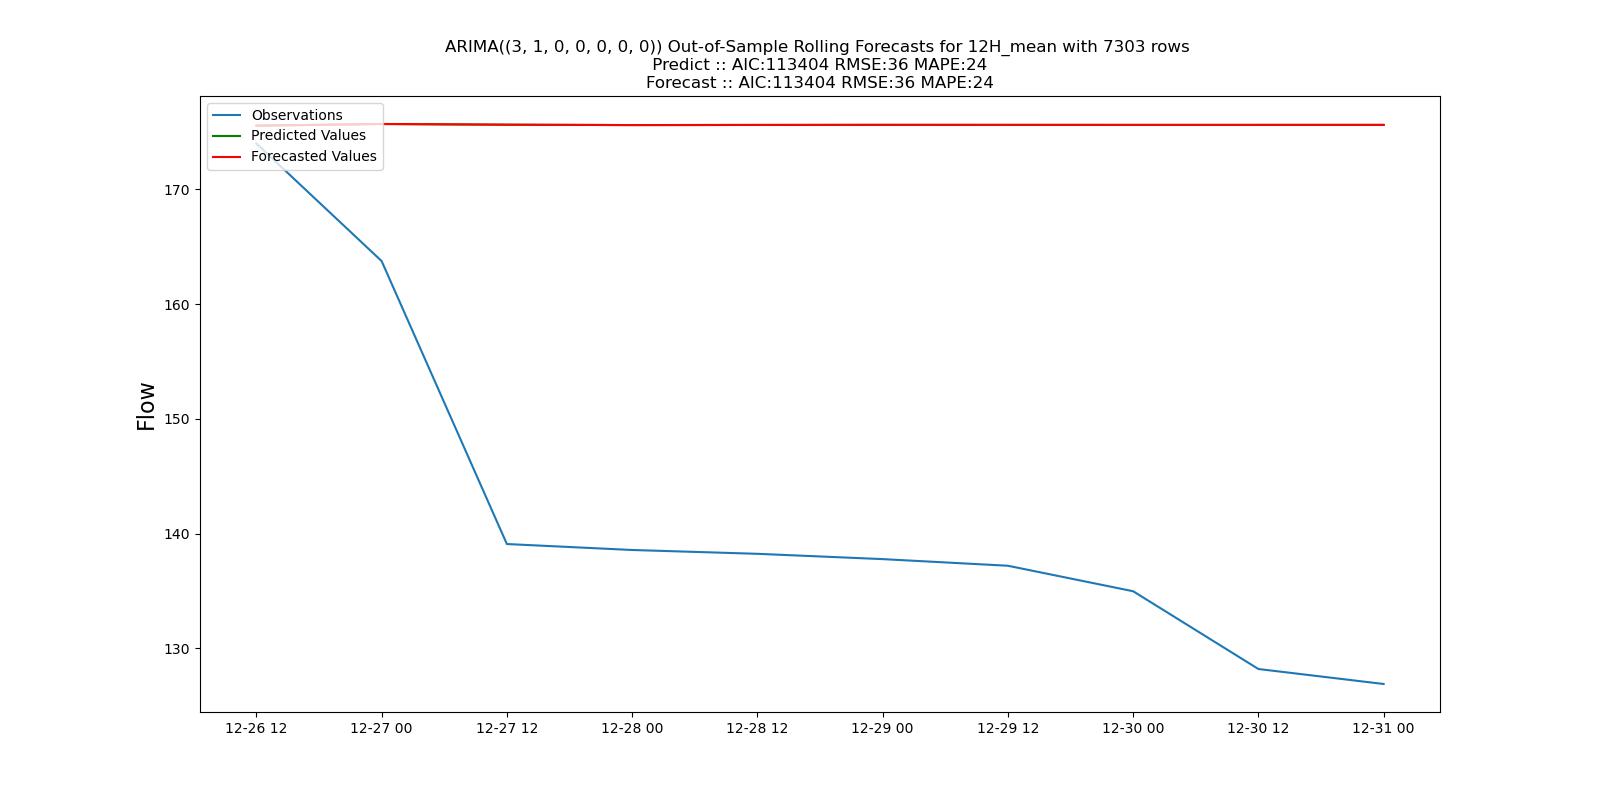 ARIMA((3, 1, 0, 0, 0, 0, 0)) Out-of-Sample Rolling Forecasts for 12H_mean with 7303 rows
Predict :: AIC:113404 RMSE:36 MAPE:24
Forecast :: AIC:113404 RMSE:36 MAPE:24
Observations
Predicted Values
Forecasted Values
Flow
170
160
150
140
130
12-26 12
12-27 00
12-27 12
12-28 00
12-28 12
12-29 00
12-29 12
12-30 00
12-30 12
12-31 00